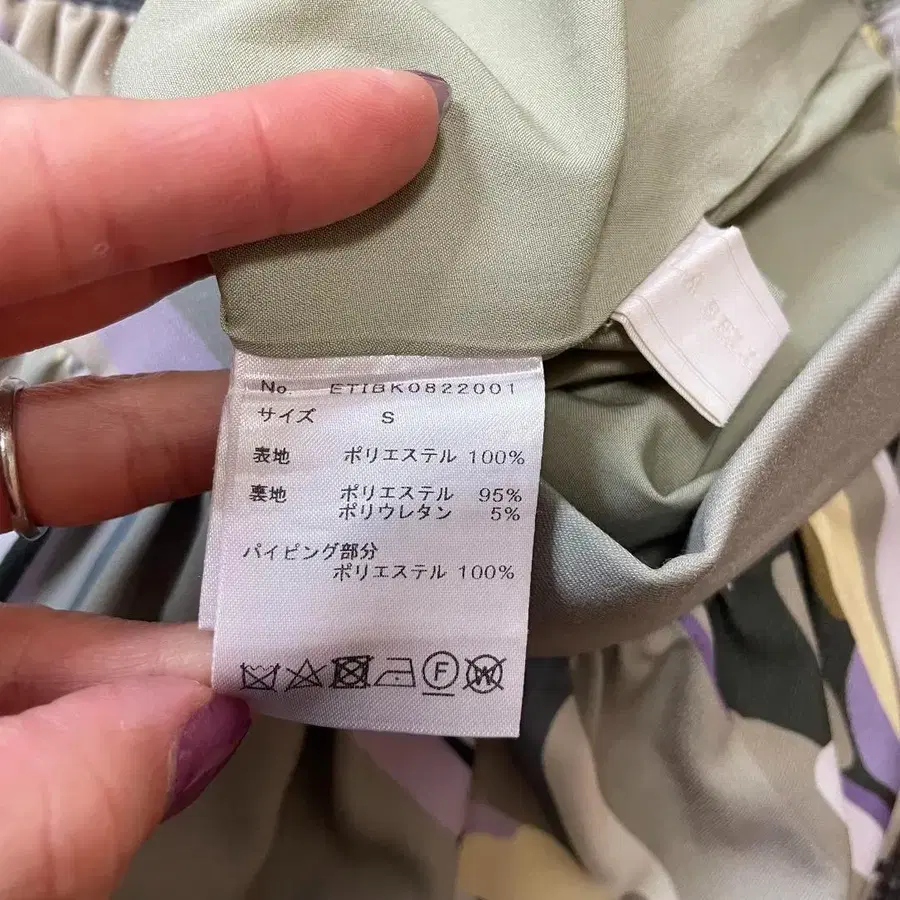 No. ETIBK0822001
サイズ S
表地 ポリエステル 100%
裏地 ポリエステル 95%
ポリウレタン 5%
パイピング部分
ポリエステル 100%
F
W